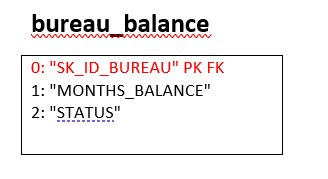 bureau_balance
0: "SK_ID_BUREAU" PK FK
1: "MONTHS_BALANCE"
2: "STATUS"